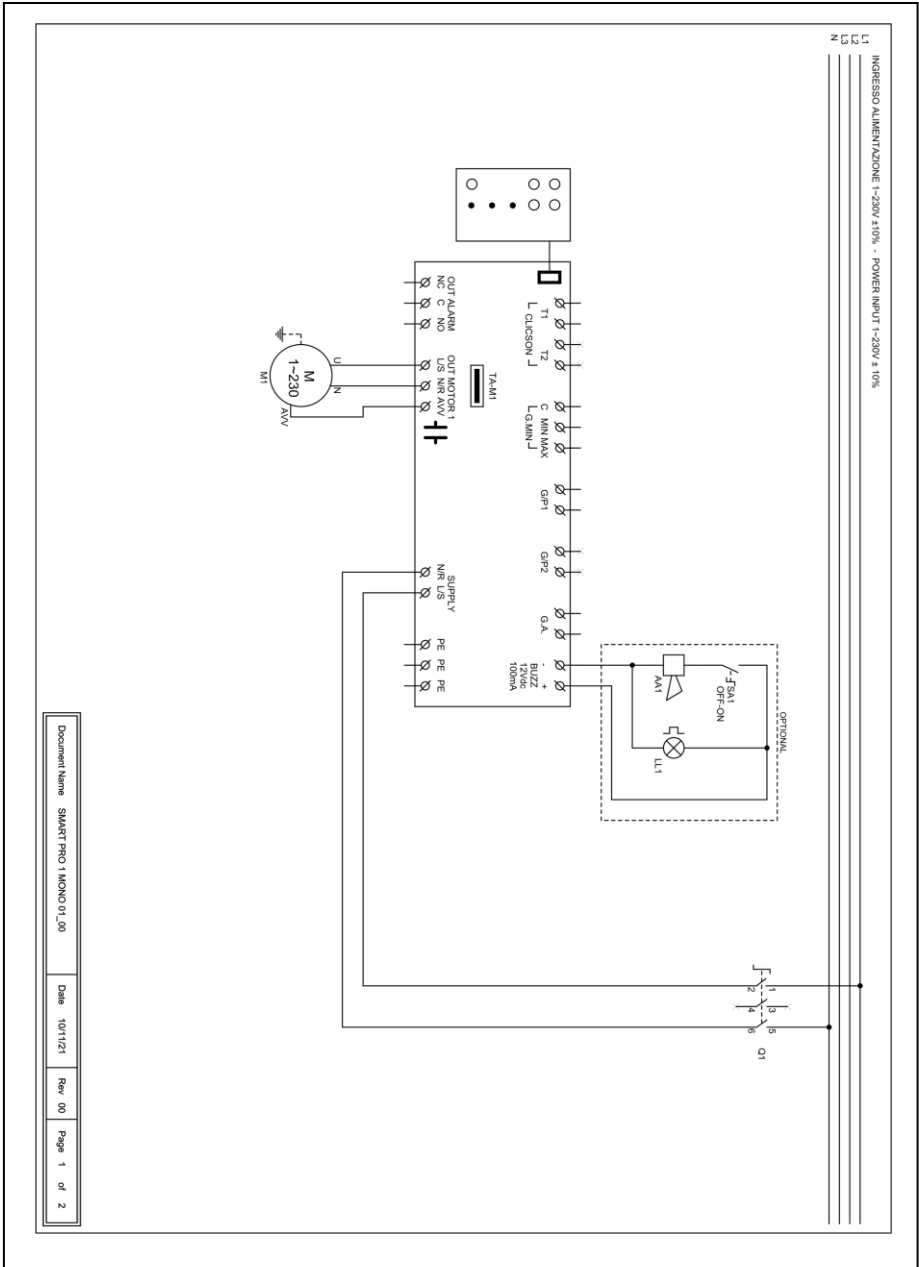 INGRESSO ALIMENTAZIONE 1~230V ±10% - POWER INPUT 1~230V ± 10%
L1
L2
L3
N
OPTIONAL
SA1
OFF-ON
AA1
LL1
1 3 5
2 4 6
Q1
T1 T2
CLICSON
C MIN MAX
G.MIN
G/P1
G/P2
G.A.
- +
BUZZ
12Vdc
100mA
TA-M1
OUT ALARM
NC C NO
OUT MOTOR 1
L/S N/R AVV
SUPPLY
N/R L/S
PE PE PE
U N
M
1~230
M1
AVV
Document Name SMART PRO 1 MONO 01_00 Date 10/11/21 Rev 00 Page 1 of 2